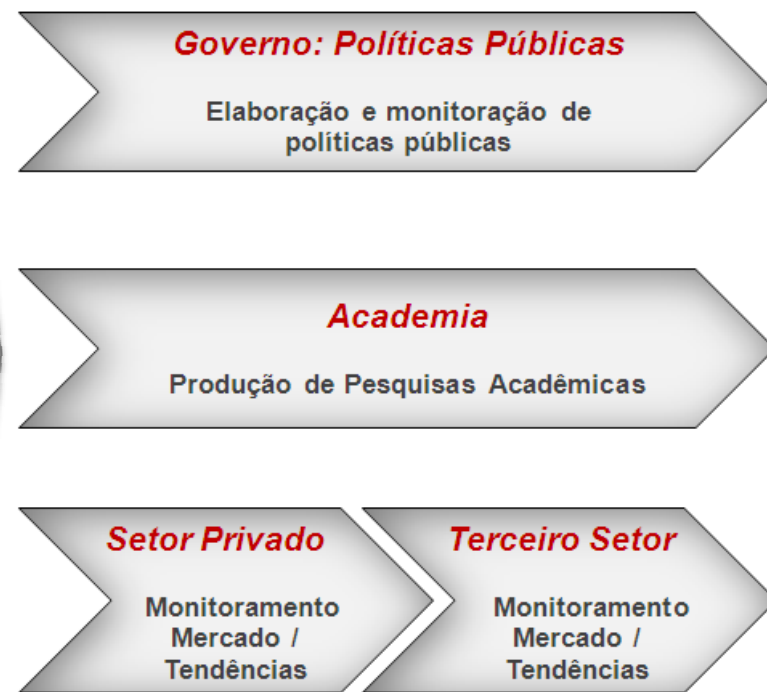 Governo: Políticas Públicas
Elaboração e monitoração de
políticas públicas
Academia
Produção de Pesquisas Acadêmicas
Setor Privado
Monitoramento
Mercado /
Tendências
Terceiro Setor
Monitoramento
Mercado /
Tendências